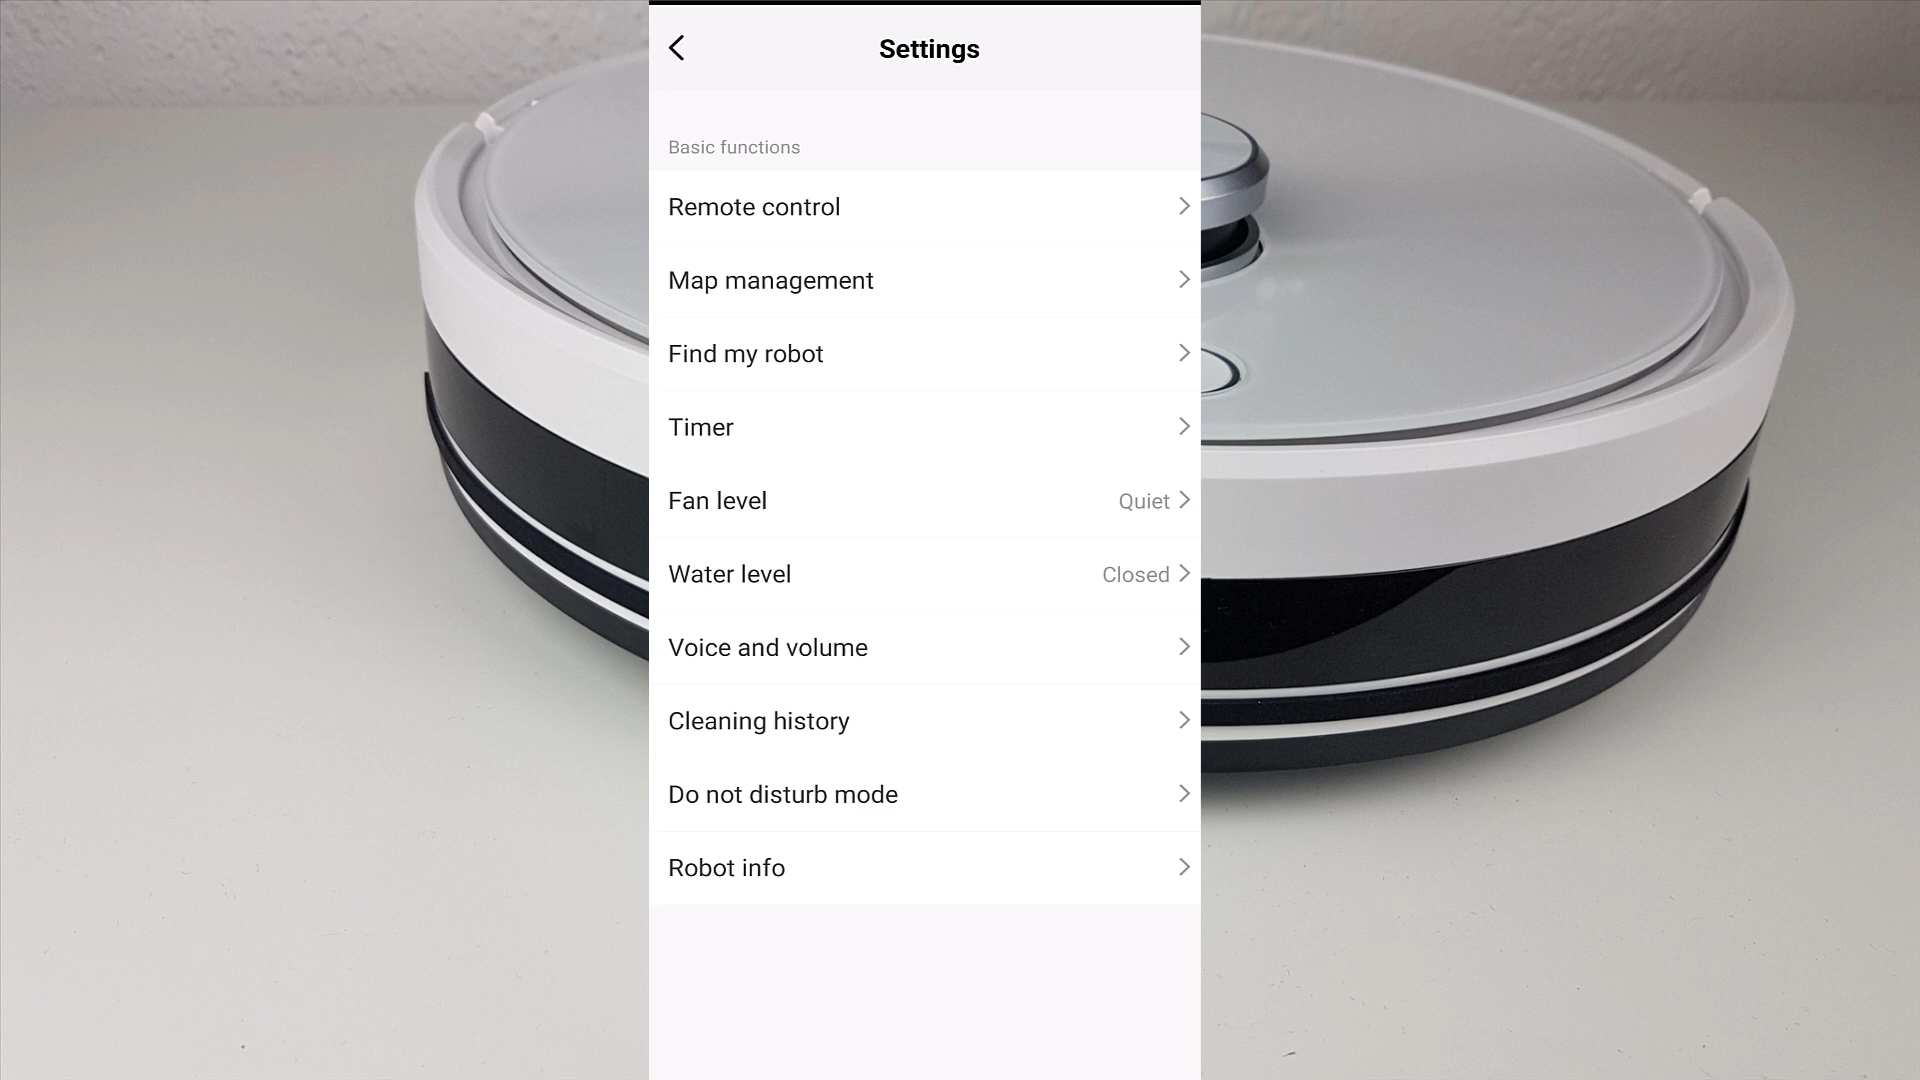 Settings
Basic functions
Remote control
Map management
Find my robot
Timer
Fan level Quiet
Water level Closed
Voice and volume
Cleaning history
Do not disturb mode
Robot info